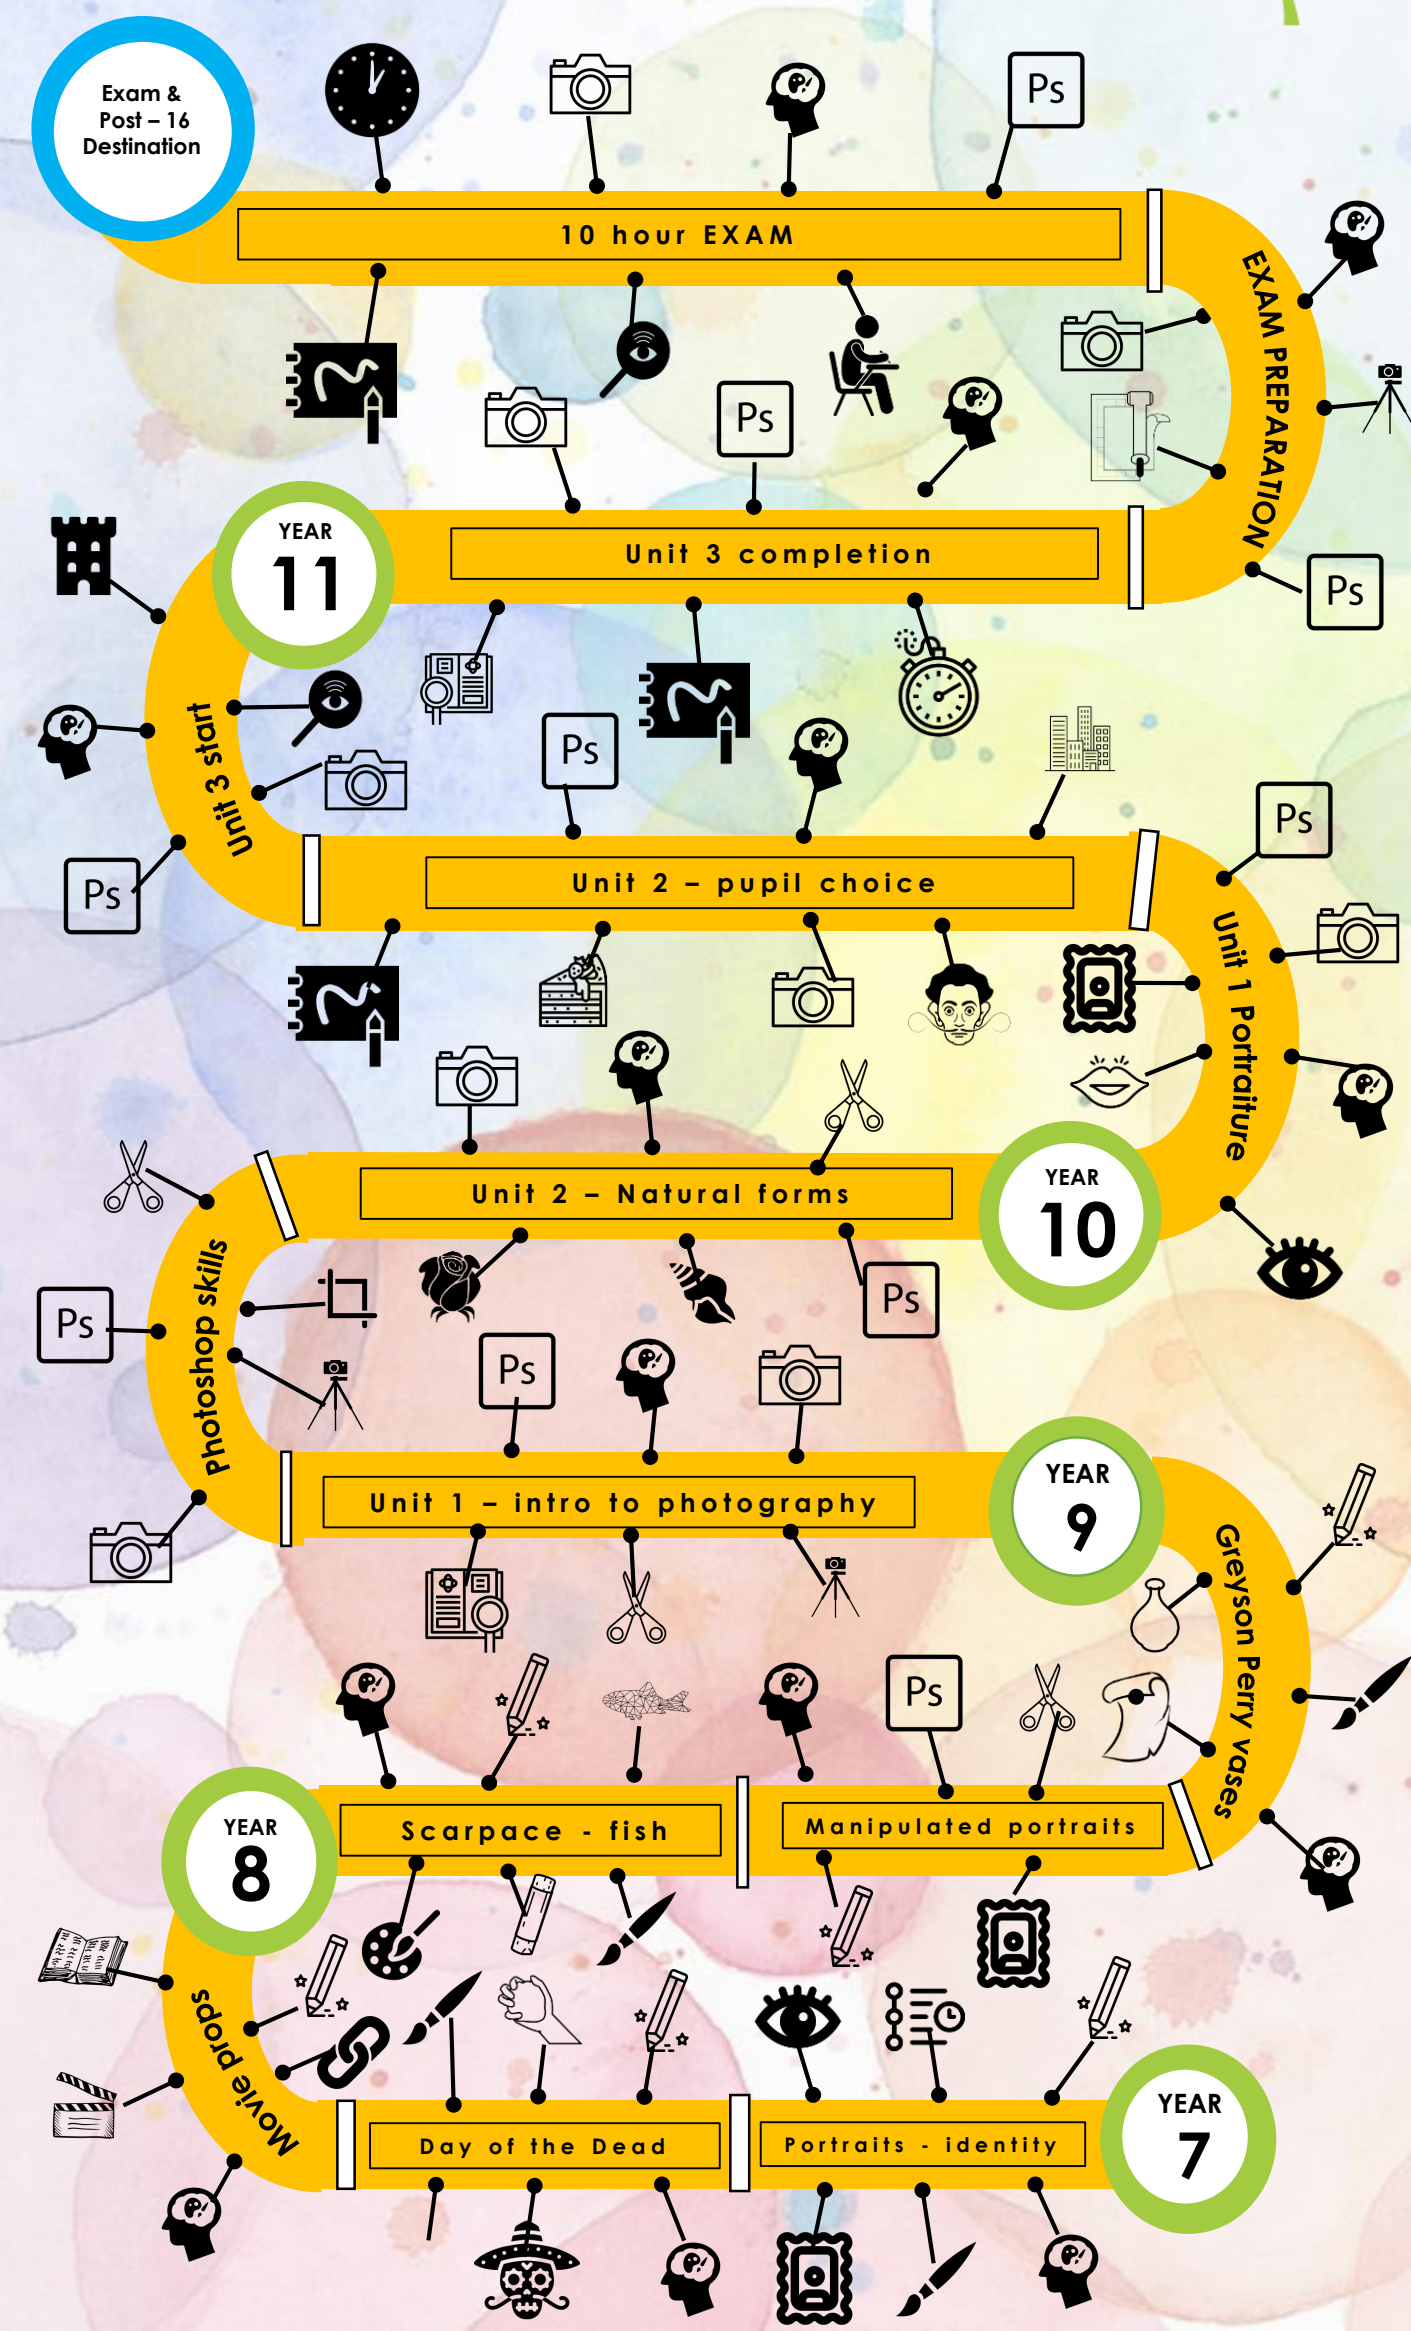 Exam &
Post – 16
Destination
Ps
10 hour EXAM
EXAM PREPARATION
Ps
Ps
YEAR
11
Unit 3 completion
Unit 3 start
Ps
Ps
Unit 2 – pupil choice
Ps
Unit 1 Portraiture
Unit 2 – Natural forms
YEAR
10
Ps
Photoshop skills
Ps
Ps
Unit 1 – intro to photography
YEAR
9
Greyson Perry vases
Ps
YEAR
8
Scarpace - fish
Manipulated portraits
Movie props
Day of the Dead
Portraits - identity
YEAR
7